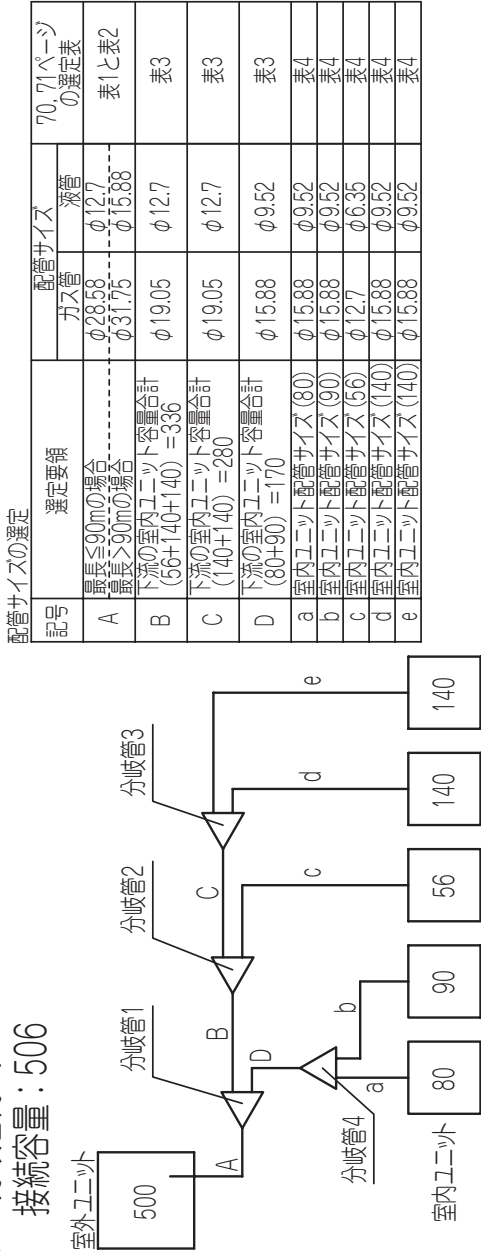 接続容量:506
室外ユニット
500
A
分岐管1
B
分岐管2
C
分岐管3
D
分岐管4
a
b
c
d
e
80
90
56
140
140
室内ユニット
配管サイズの選定
記号 選定要領 配管サイズ 70, 71ページの選定表
ガス管 液管
A 最長≦90mの場合 φ28.58 φ12.7 表1と表2
最長>90mの場合 φ31.75 φ15.88
B 下流の室内ユニット容量合計 φ19.05 φ12.7 表3
(56+140+140) =336
C 下流の室内ユニット容量合計 φ19.05 φ12.7 表3
(140+140) =280
D 下流の室内ユニット容量合計 φ15.88 φ9.52 表3
(80+90) =170
a 室内ユニット配管サイズ(80) φ15.88 φ9.52 表4
b 室内ユニット配管サイズ(90) φ15.88 φ9.52 表4
c 室内ユニット配管サイズ(56) φ12.7 φ6.35 表4
d 室内ユニット配管サイズ(140) φ15.88 φ9.52 表4
e 室内ユニット配管サイズ(140) φ15.88 φ9.52 表4